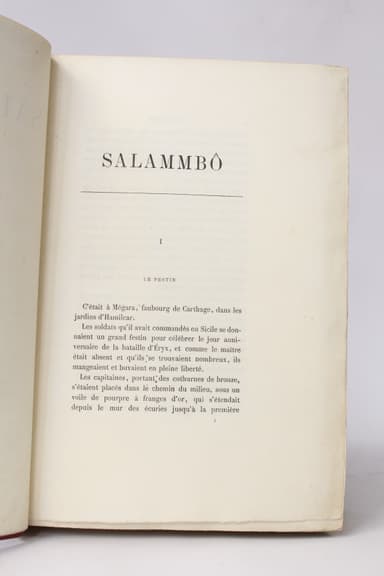 SALAMMBÔ
I
LE FESTIN
C'était à Mégara, faubourg de Carthage, dans les
jardins d'Hamilcar.
Les soldats qu'il avait commandés en Sicile se don-
naient un grand festin pour célébrer le jour anni-
versaire de la bataille d'Éryx, et comme le maître
était absent et qu'ils se trouvaient nombreux, ils
mangeaient et buvaient en pleine liberté.
Les capitaines, portant des cothurnes de bronze,
s'étaient placés dans le chemin du milieu, sous un
voile de pourpre à franges d'or, qui s'étendait
depuis le mur des écuries jusqu'à la première